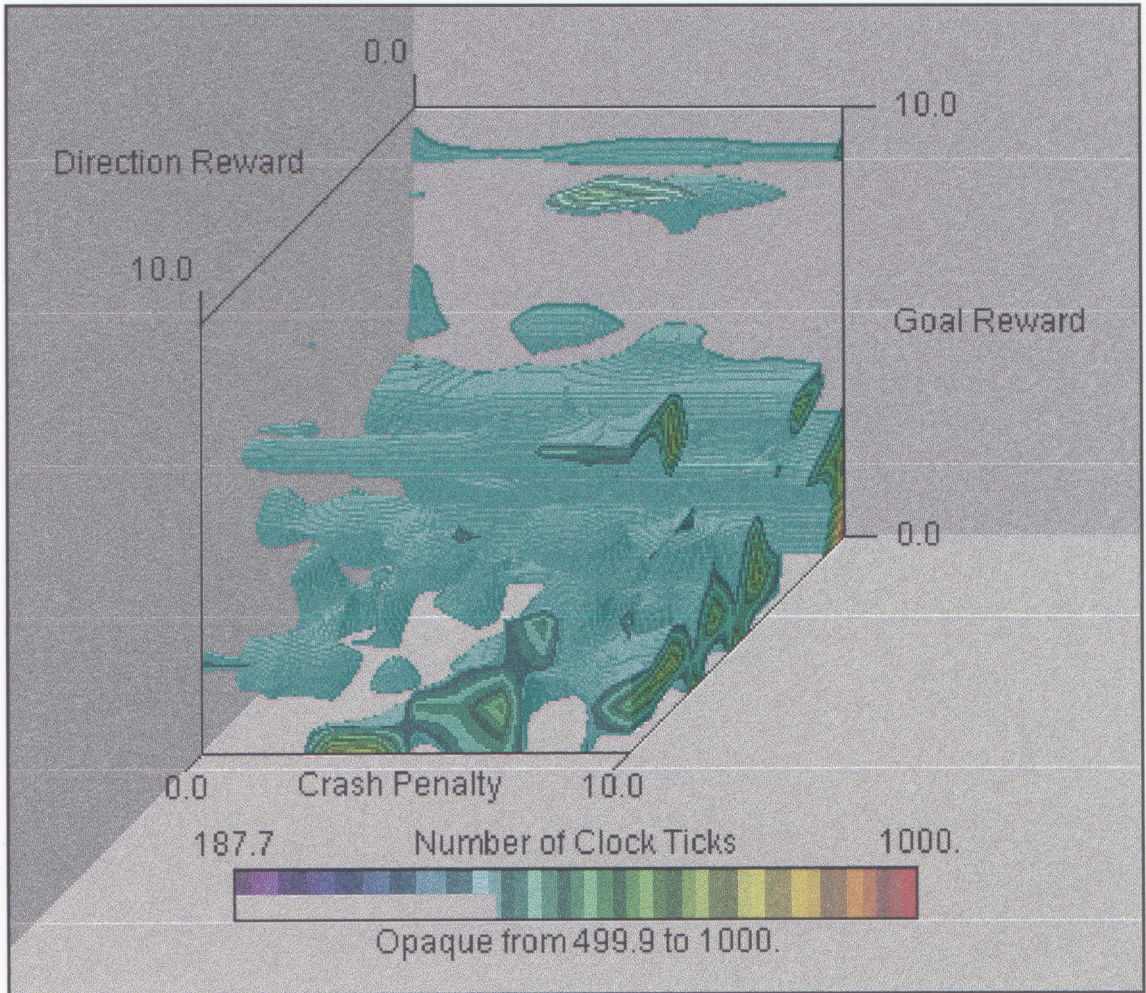 0.0
10.0
Direction Reward
10.0
Goal Reward
0.0
0.0
Crash Penalty
10.0
187.7
Number of Clock Ticks
1000.
Opaque from 499.9 to 1000.